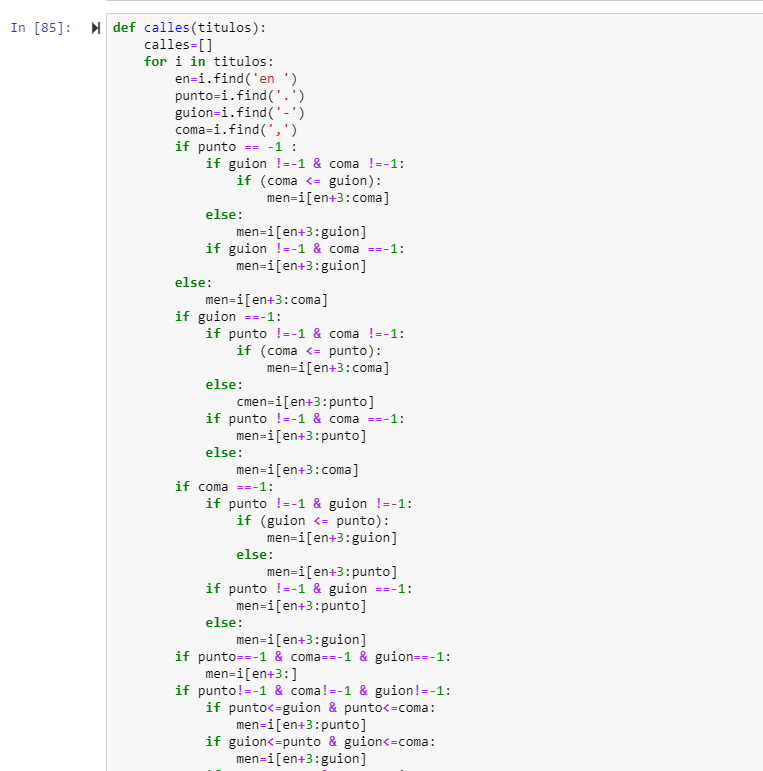 In [85]: def calles(titulos):
    calles=[]
    for i in titulos:
        en=i.find('en ')
        punto=i.find('.')
        guion=i.find('-')
        coma=i.find(',')
        if punto == -1 :
            if guion !=-1 & coma !=-1:
                if (coma <= guion):
                    men=i[en+3:coma]
            else:
                men=i[en+3:guion]
            if guion !=-1 & coma ==-1:
                men=i[en+3:guion]
        else:
            men=i[en+3:coma]
        if guion ==-1:
            if punto !=-1 & coma !=-1:
                if (coma <= punto):
                    men=i[en+3:coma]
            else:
                cmen=i[en+3:punto]
            if punto !=-1 & coma ==-1:
                men=i[en+3:punto]
            else:
                men=i[en+3:coma]
        if coma ==-1:
            if punto !=-1 & guion !=-1:
                if (guion <= punto):
                    men=i[en+3:guion]
                else:
                    men=i[en+3:punto]
            if punto !=-1 & guion ==-1:
                men=i[en+3:punto]
            else:
                men=i[en+3:guion]
        if punto==-1 & coma==-1 & guion==-1:
            men=i[en+3:]
        if punto!=-1 & coma!=-1 & guion!=-1:
            if punto<=guion & punto<=coma:
                men=i[en+3:punto]
            if guion<=punto & guion<=coma:
                men=i[en+3:guion]